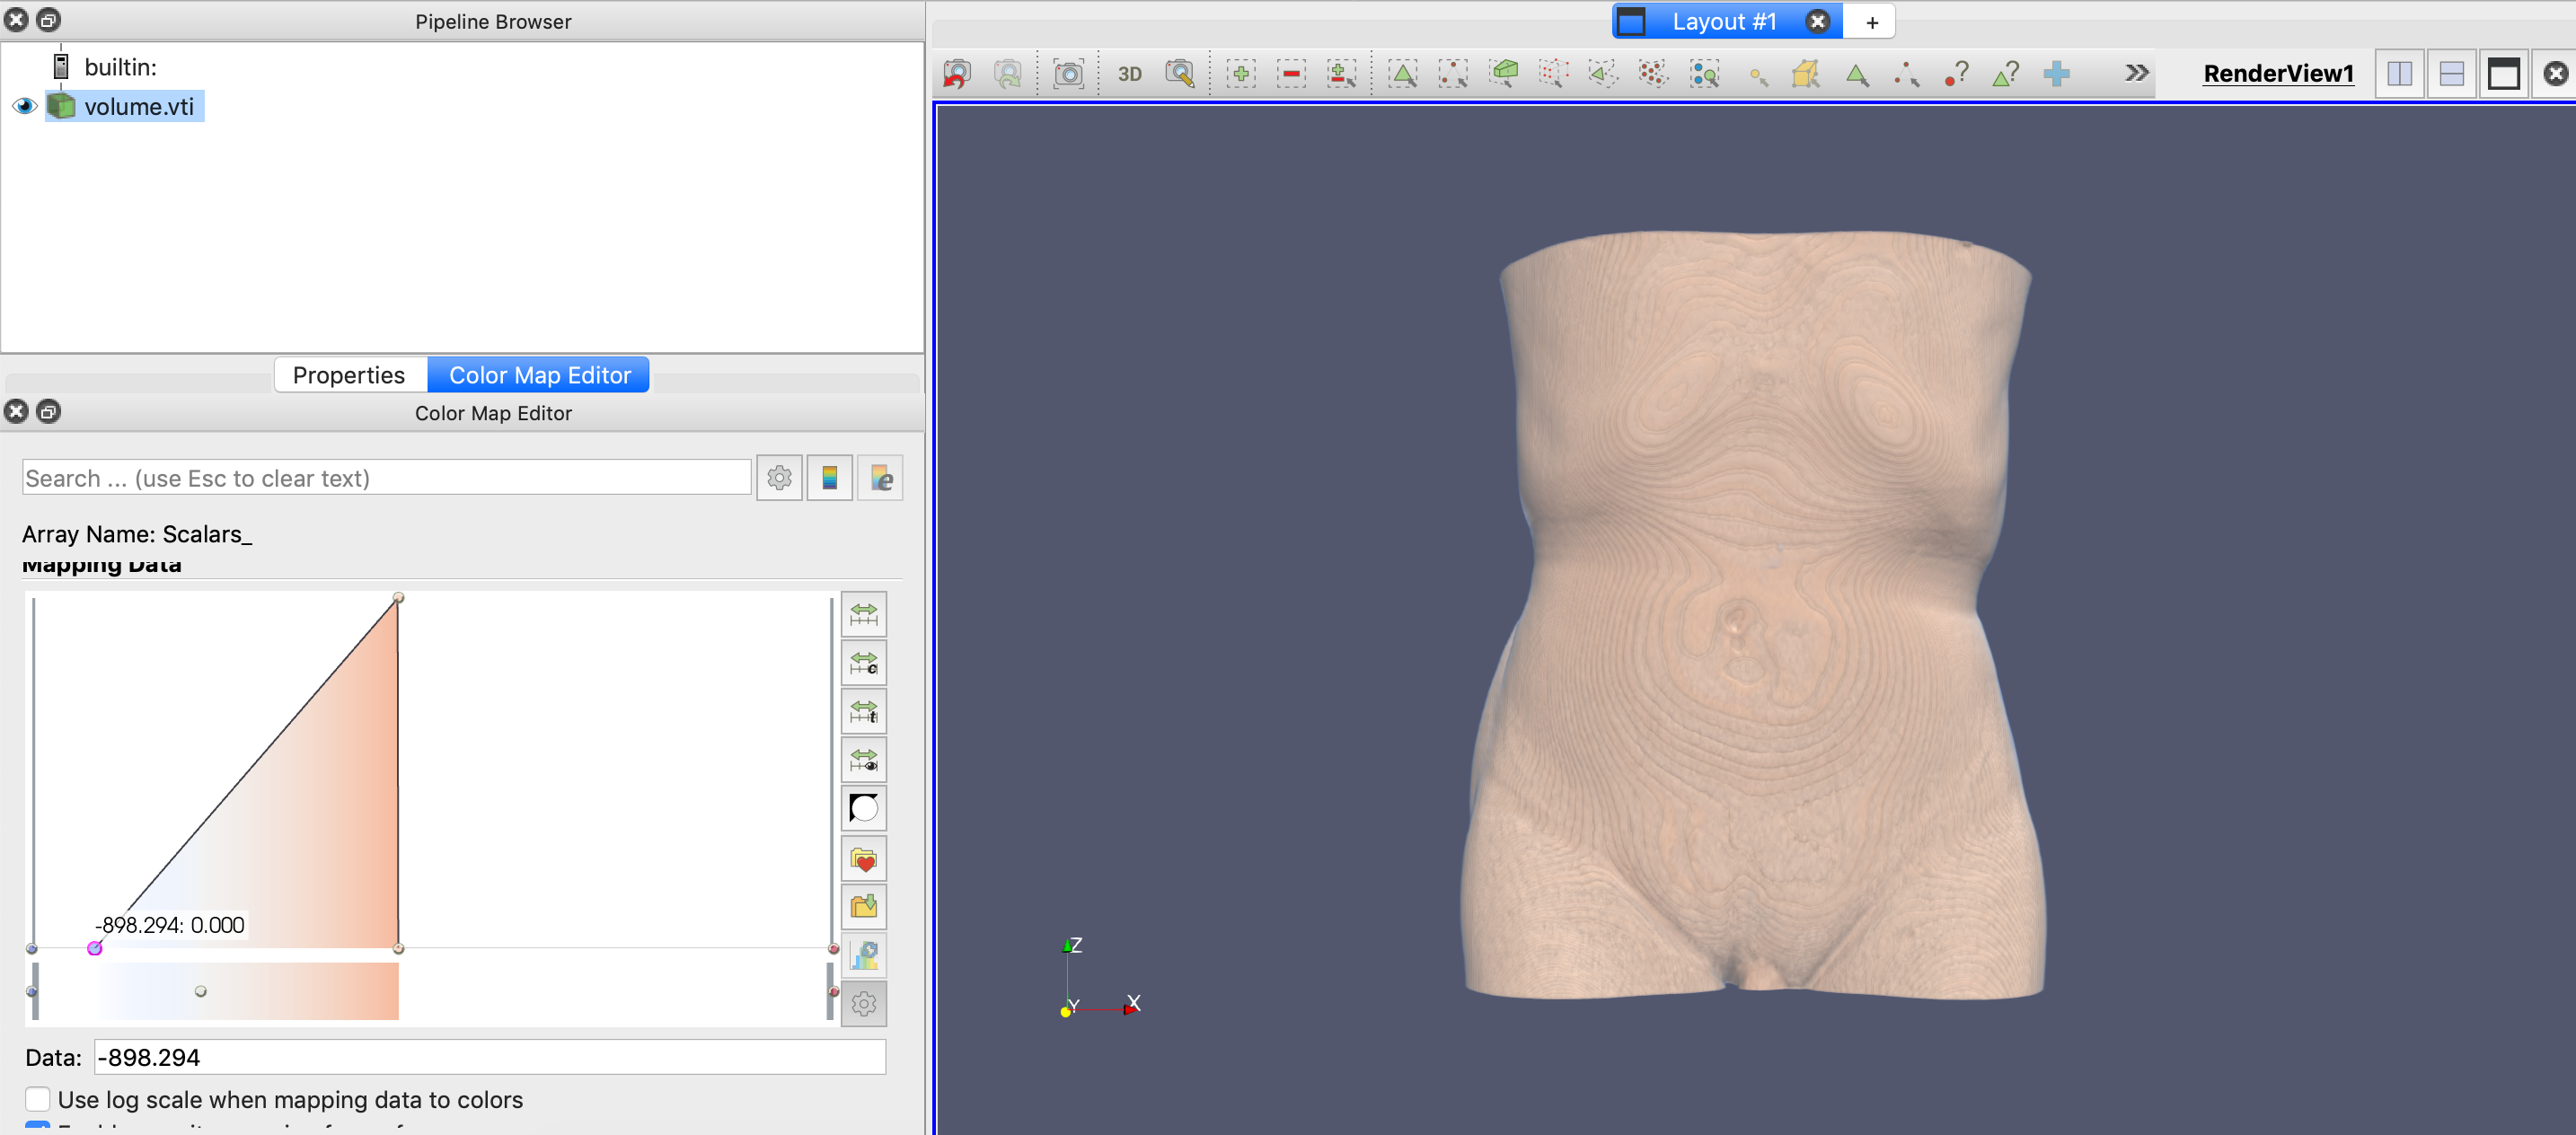 Pipeline Browser
builtin:
volume.vti
Properties
Color Map Editor
Color Map Editor
Search ... (use Esc to clear text)
e
Array Name: Scalars_
Mapping Data
-898.294: 0.000
c
t
Data: -898.294
Use log scale when mapping data to colors
Layout #1
+
3D
RenderView1
Z
Y
X